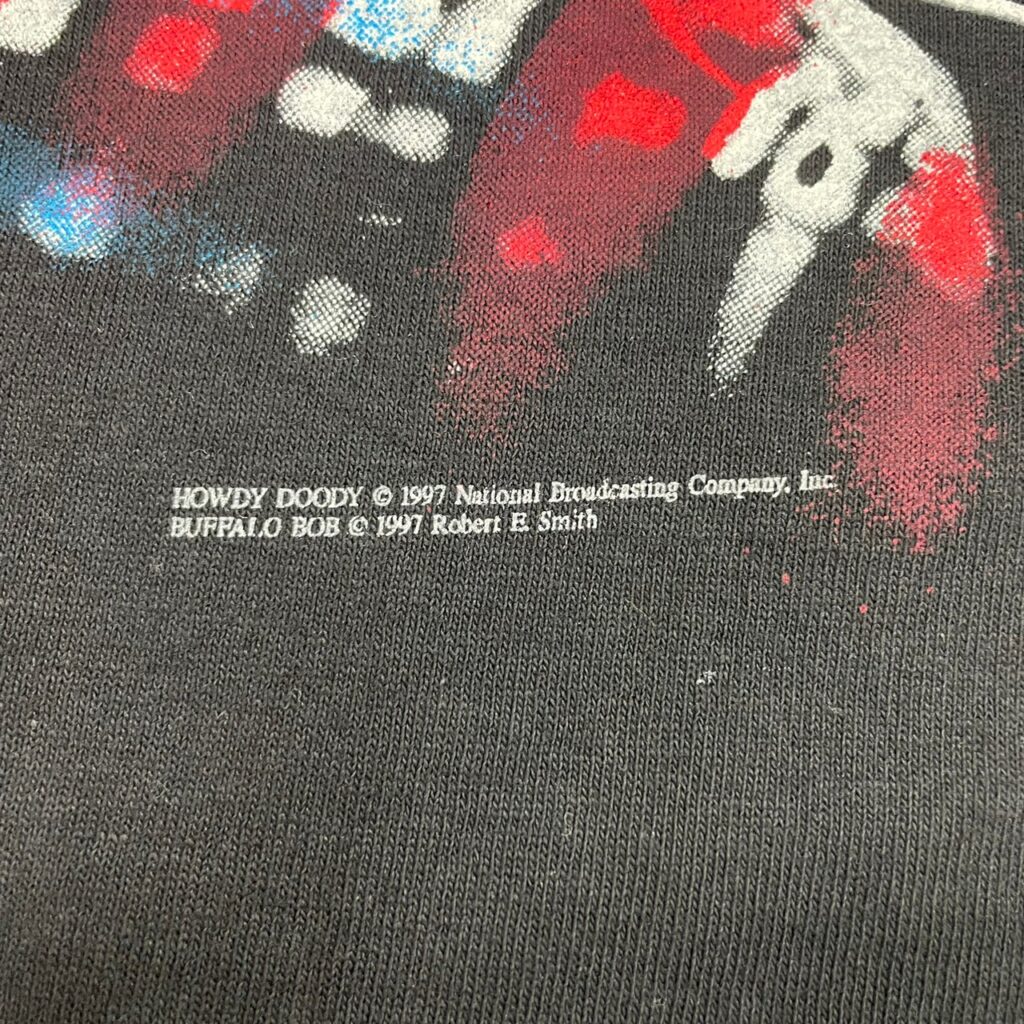 HOWDY DOODY © 1997 National Broadcasting Company, Inc.
BUFFALO BOB © 1997 Robert E. Smith